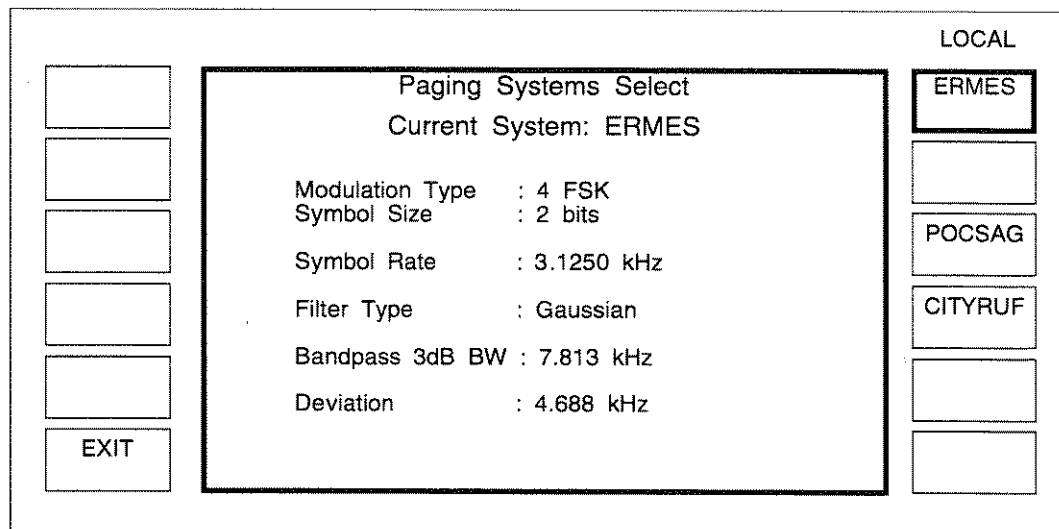 LOCAL
Paging Systems Select
Current System: ERMES
Modulation Type : 4 FSK
Symbol Size : 2 bits
Symbol Rate : 3.1250 kHz
Filter Type : Gaussian
Bandpass 3dB BW : 7.813 kHz
Deviation : 4.688 kHz
EXIT
ERMES
POCSAG
CITYRUF